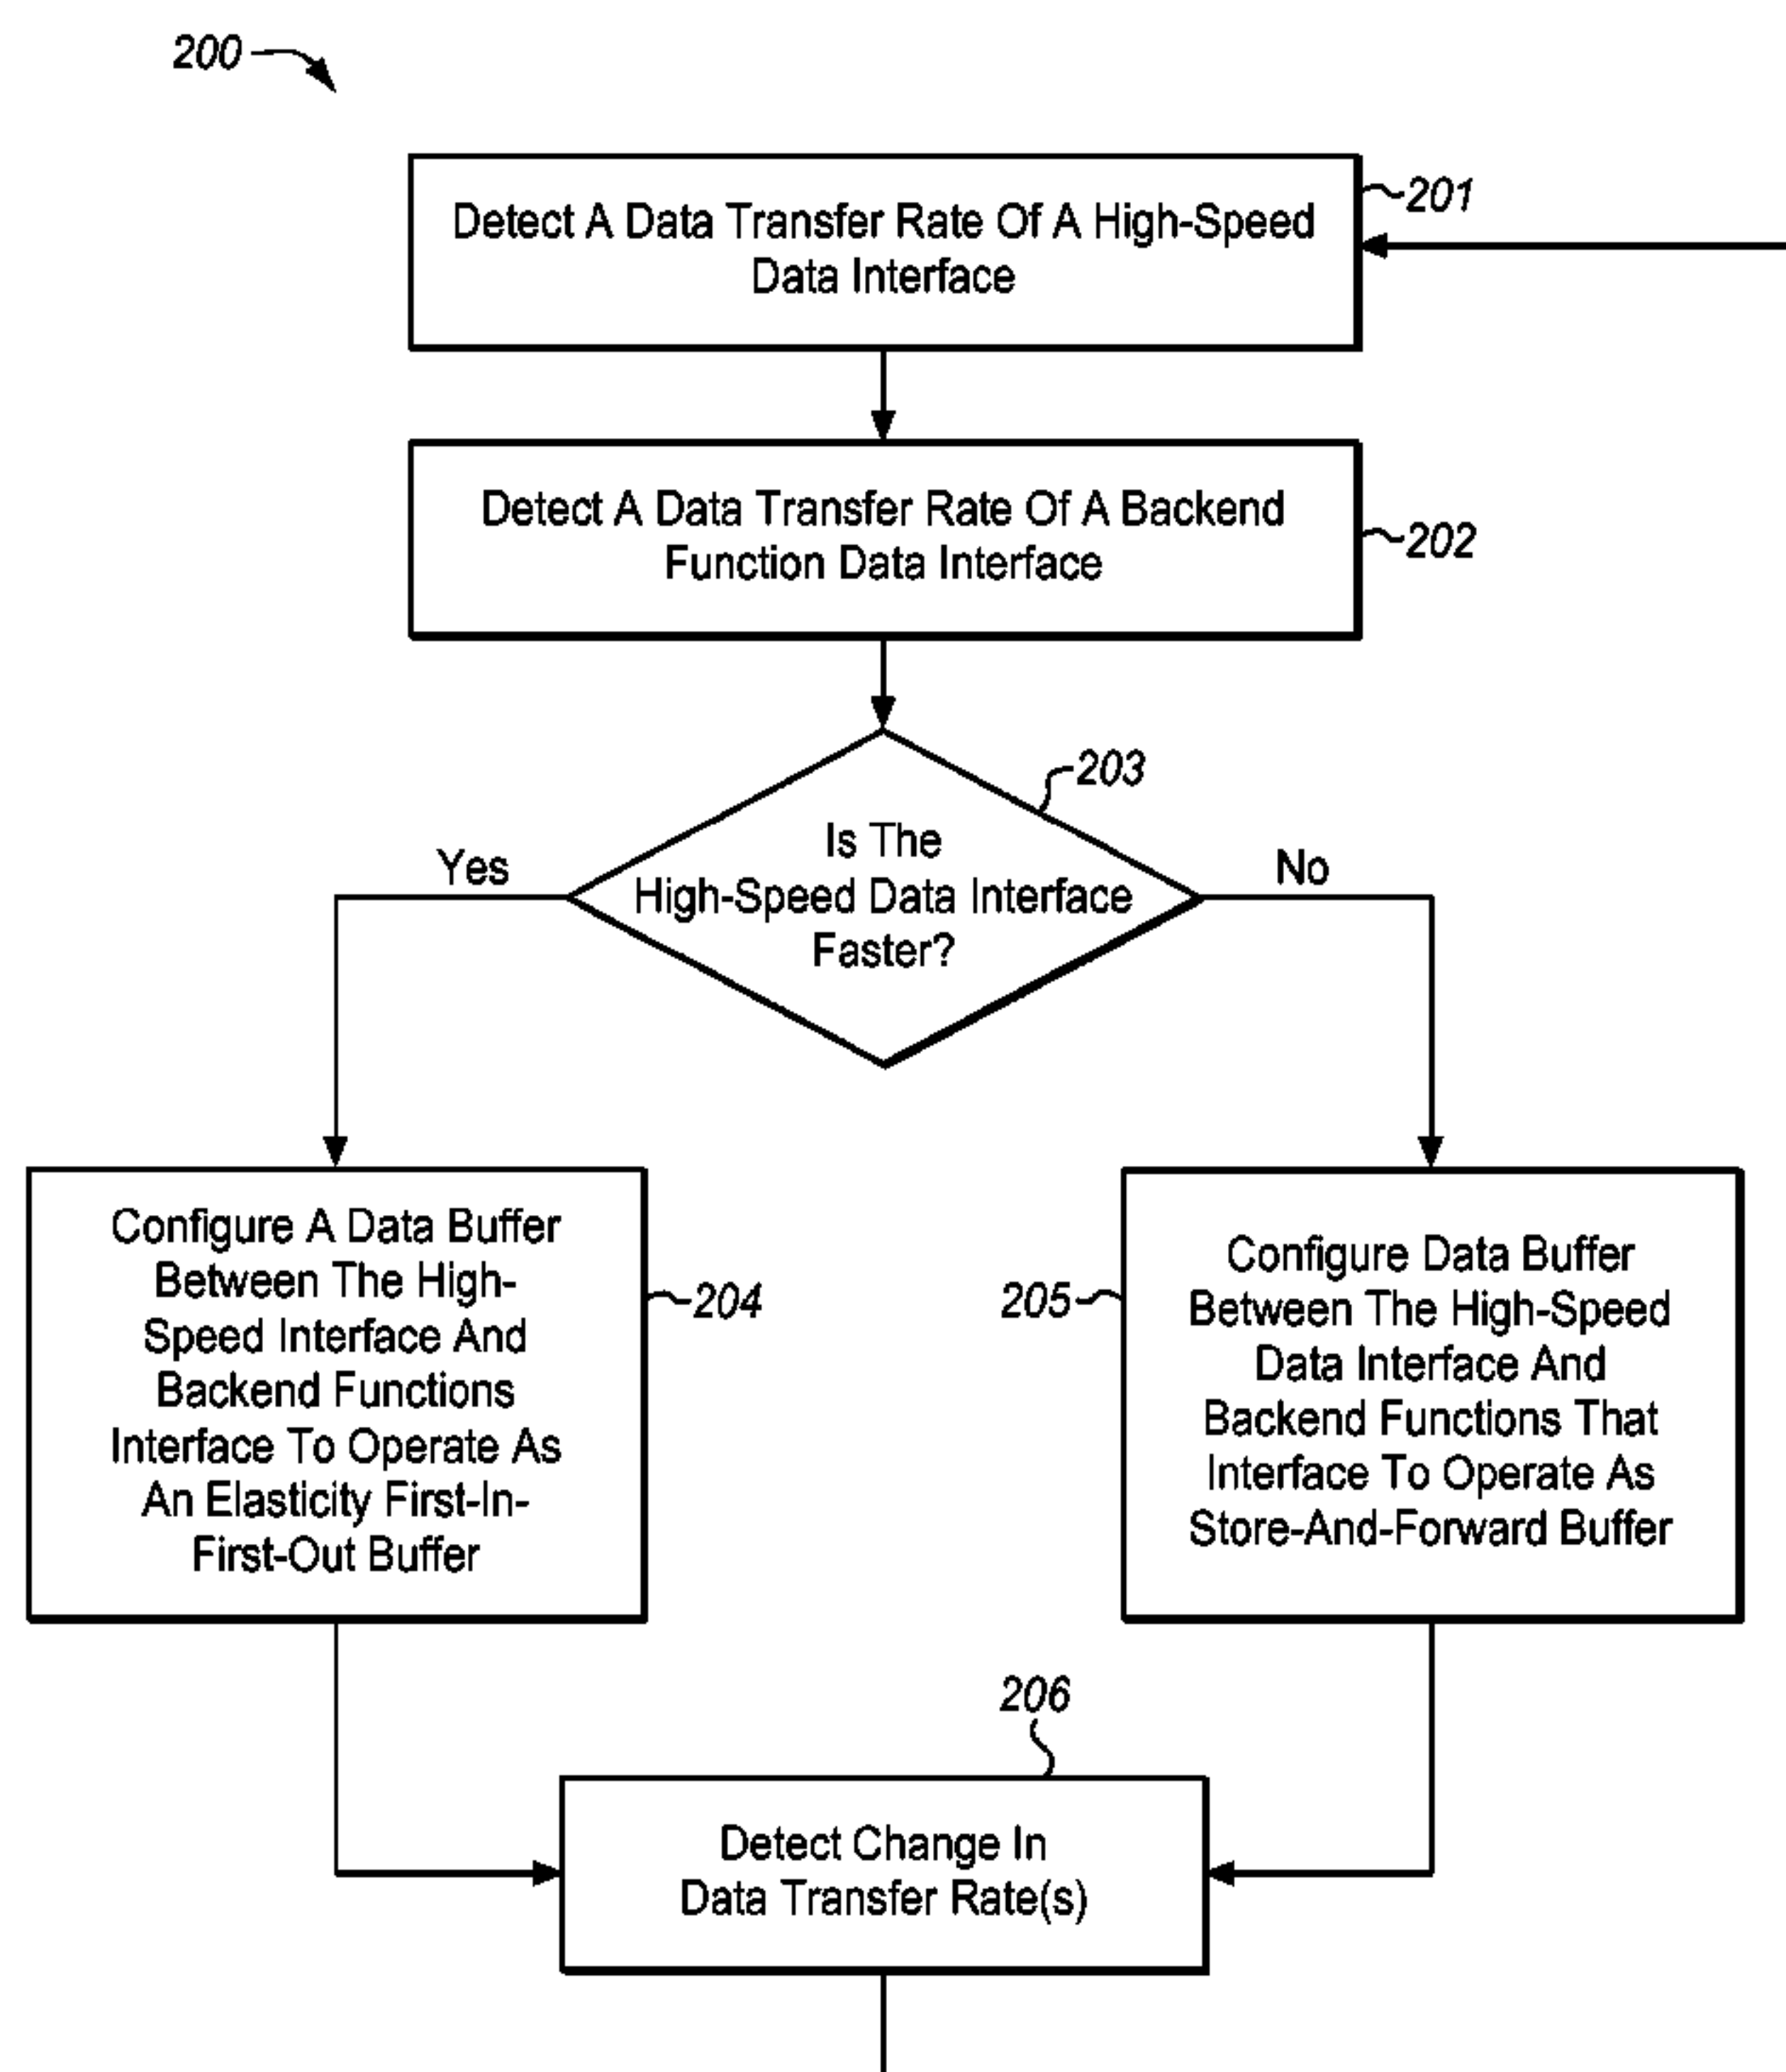 200
201
Detect A Data Transfer Rate Of A High-Speed
Data Interface
Detect A Data Transfer Rate Of A Backend
Function Data Interface
202
203
Is The
High-Speed Data Interface
Faster?
Yes
No
Configure A Data Buffer
Between The High-
Speed Interface And
Backend Functions
Interface To Operate As
An Elasticity First-In-
First-Out Buffer
204
205
Configure Data Buffer
Between The High-Speed
Data Interface And
Backend Functions That
Interface To Operate As
Store-And-Forward Buffer
206
Detect Change In
Data Transfer Rate(s)